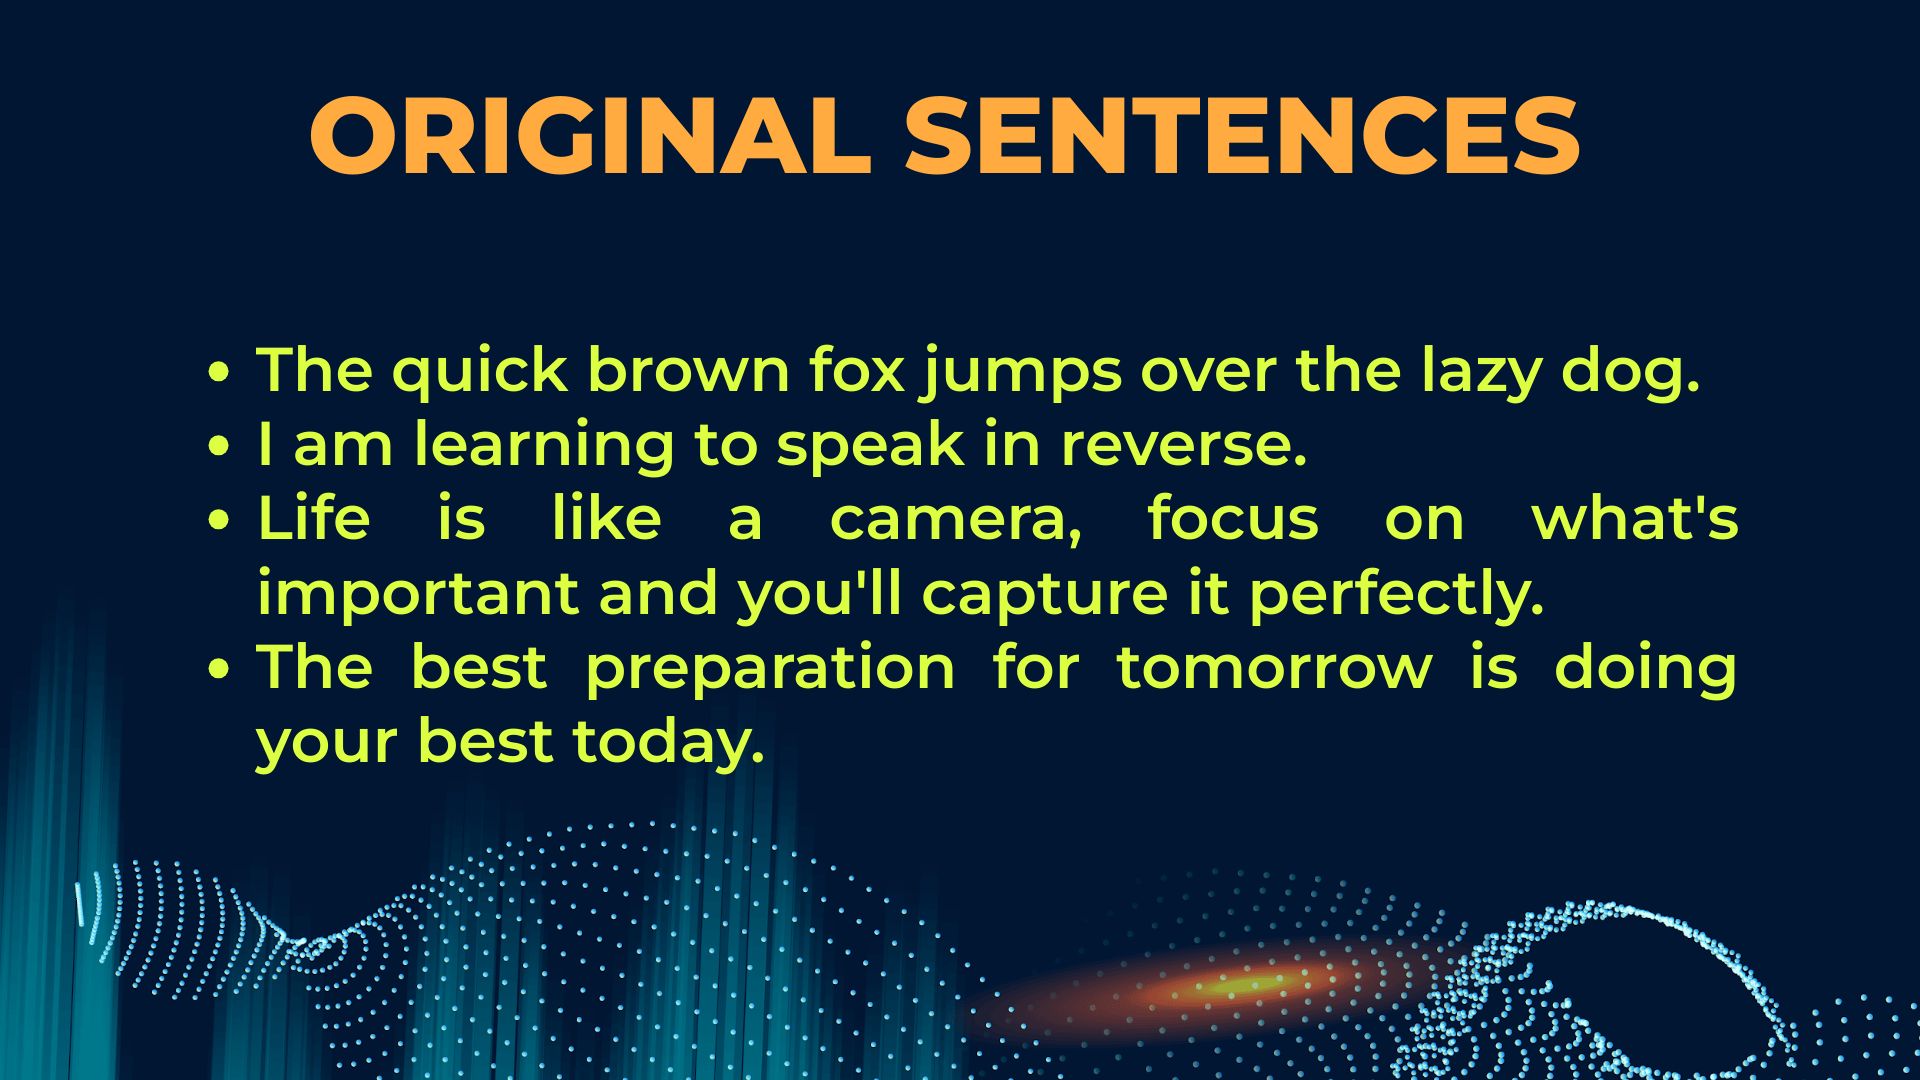 ORIGINAL SENTENCES
• The quick brown fox jumps over the lazy dog.
• I am learning to speak in reverse.
• Life is like a camera, focus on what's
important and you'll capture it perfectly.
• The best preparation for tomorrow is doing
your best today.